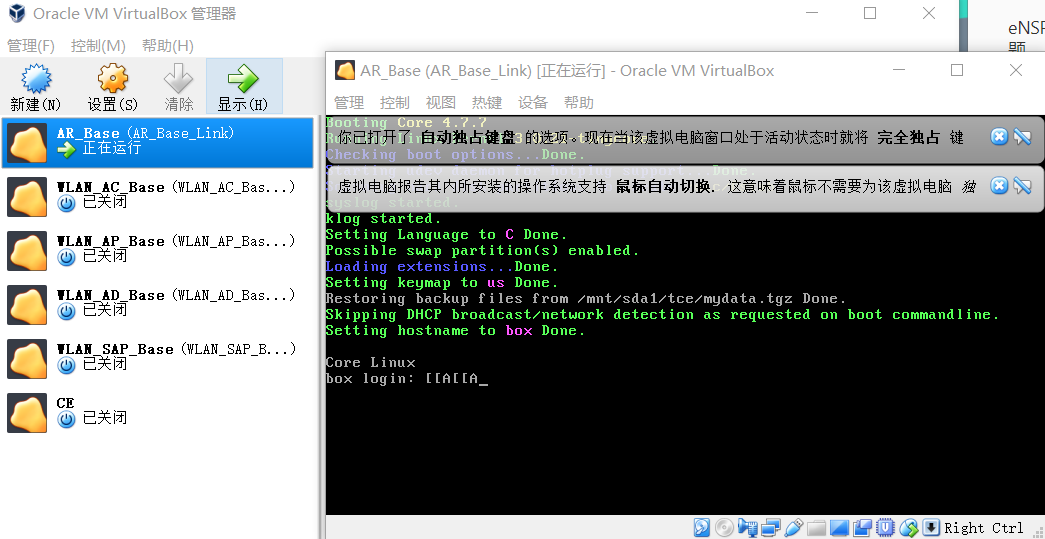 Oracle VM VirtualBox 管理器
管理(F) 控制(M) 帮助(H)
新建(N) 设置(S) 清除 显示(H)
AR_Base (AR_Base_Link)
正在运行
WLAN_AC_Base (WLAN_AC_Bas...)
已关闭
WLAN_AP_Base (WLAN_AP_Bas...)
已关闭
WLAN_AD_Base (WLAN_AD_Bas...)
已关闭
WLAN_SAP_Base (WLAN_SAP_B...)
已关闭
CE
已关闭
eNSP
题
AR_Base (AR_Base_Link) [正在运行] - Oracle VM VirtualBox
管理 控制 视图 热键 设备 帮助
Booting Core 4.7.7
你已打开了 自动独占键盘 的选项。现在当该虚拟电脑窗口处于活动状态时就将 完全独占 键
Checking boot options...Done.
虚拟电脑报告其内所安装的操作系统支持 鼠标自动切换. 这意味着鼠标不需要为该虚拟电脑 独
syslog started.
klog started.
Setting Language to C Done.
Possible swap partition(s) enabled.
Loading extensions...Done.
Setting keymap to us Done.
Restoring backup files from /mnt/sda1/tce/mydata.tgz Done.
Skipping DHCP broadcast/network detection as requested on boot commandline.
Setting hostname to box Done.
Core Linux
box login: [[A[[A_
Right Ctrl